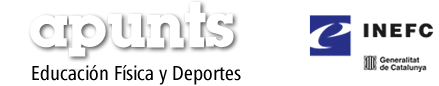 apunts
Educación Física y Deportes
INEFC
Generalitat
de Catalunya